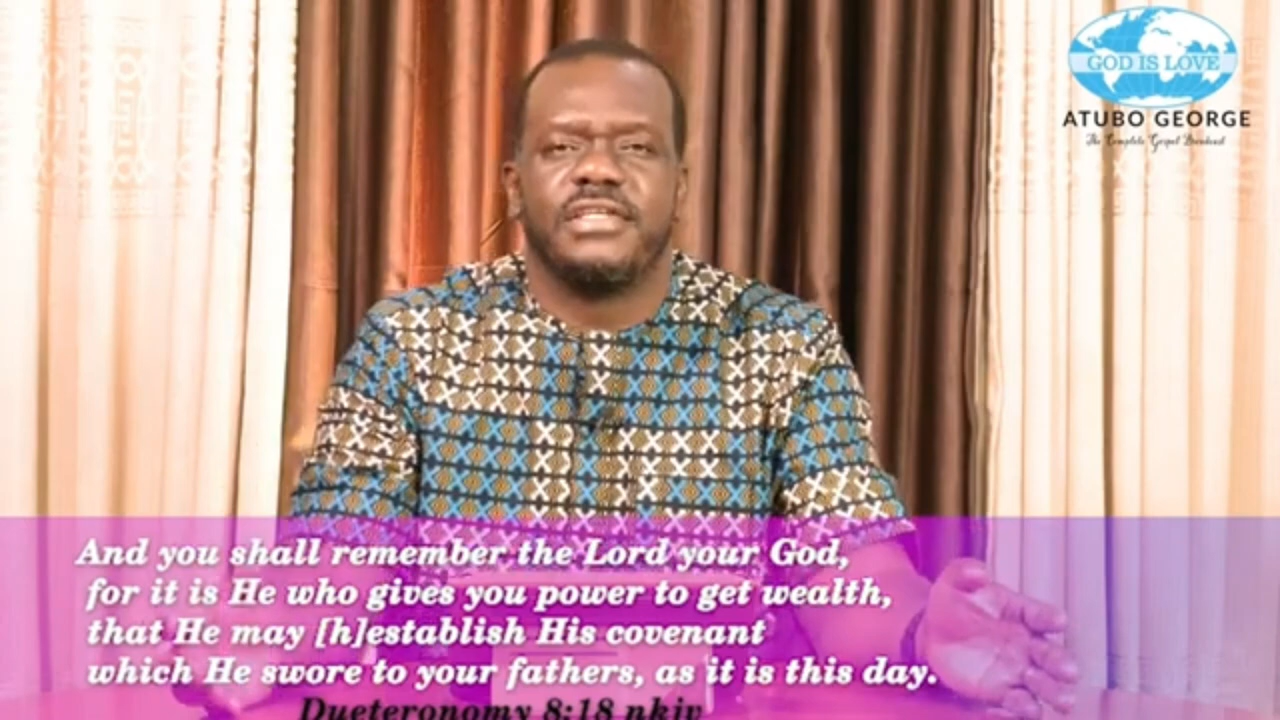 GOD IS LOVE
ATUBO GEORGE
The Complete Gospel Broadcast
And you shall remember the Lord your God,
for it is He who gives you power to get wealth,
that He may [h]establish His covenant
which He swore to your fathers, as it is this day.
Dueteronomy 8:18 nkjv